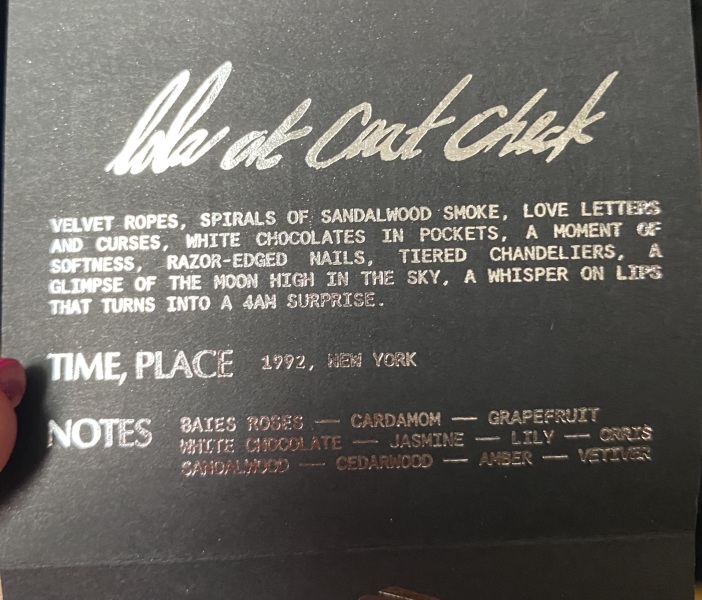 lola at Coat Check
VELVET ROPES, SPIRALS OF SANDALWOOD SMOKE, LOVE LETTERS
AND CURSES, WHITE CHOCOLATES IN POCKETS, A MOMENT OF
SOFTNESS, RAZOR-EDGED NAILS, TIERED CHANDELIERS, A
GLIMPSE OF THE MOON HIGH IN THE SKY, A WHISPER ON LIPS
THAT TURNS INTO A 4AM SURPRISE.
TIME, PLACE 1992, NEW YORK
NOTES BAIES ROSES — CARDAMOM — GRAPEFRUIT
WHITE CHOCOLATE — JASMINE — LILY — ORRIS
SANDALWOOD — CEDARWOOD — AMBER — VETIVER